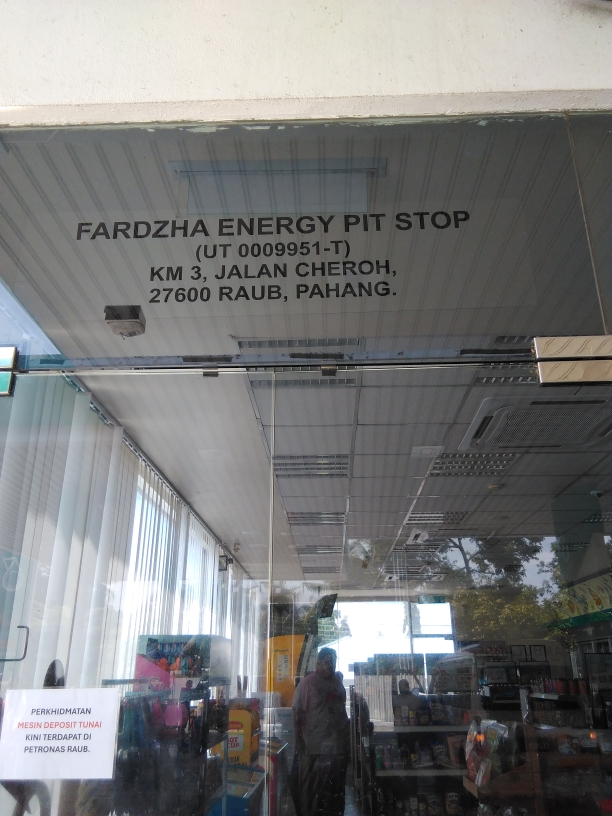 FARDZHA ENERGY PIT STOP
(UT 0009951-T)
KM 3, JALAN CHEROH,
27600 RAUB, PAHANG.
PERKHIDMATAN
MESIN DEPOSIT TUNAI
KINI TERDAPAT DI
PETRONAS RAUB.